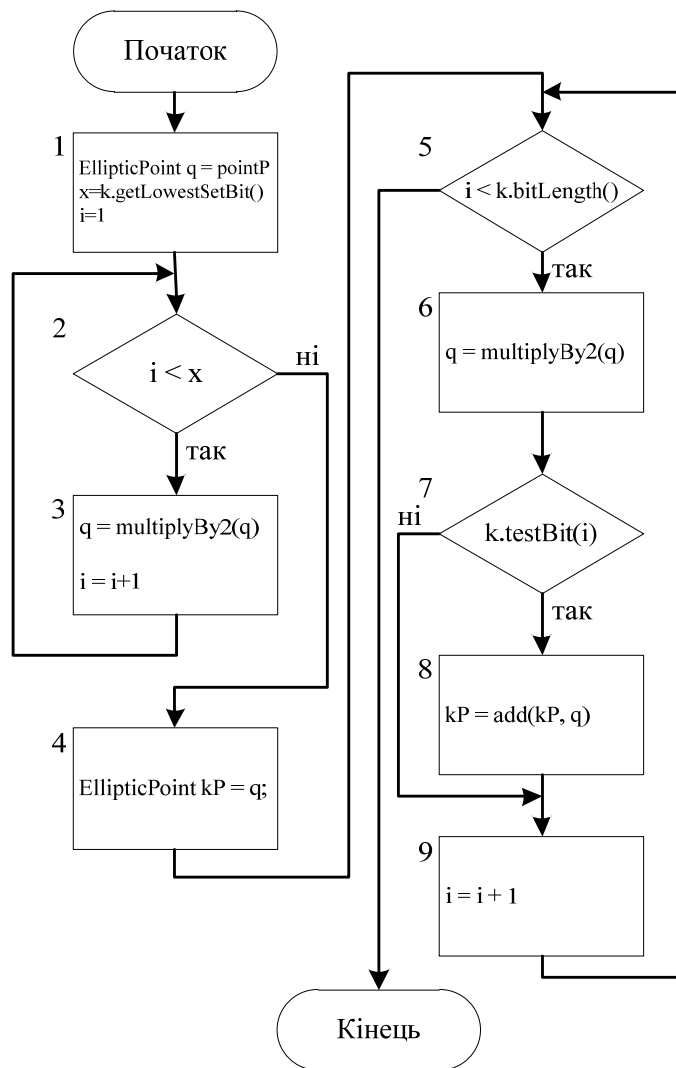 Початок
1
EllipticPoint q = pointP
x=k.getLowestSetBit()
i=1
2
i < x
ні
так
3
q = multiplyBy2(q)
i = i+1
4
EllipticPoint kP = q;
5
i < k.bitLength()
так
6
q = multiplyBy2(q)
7
ні
k.testBit(i)
так
8
kP = add(kP, q)
9
i = i + 1
Кінець